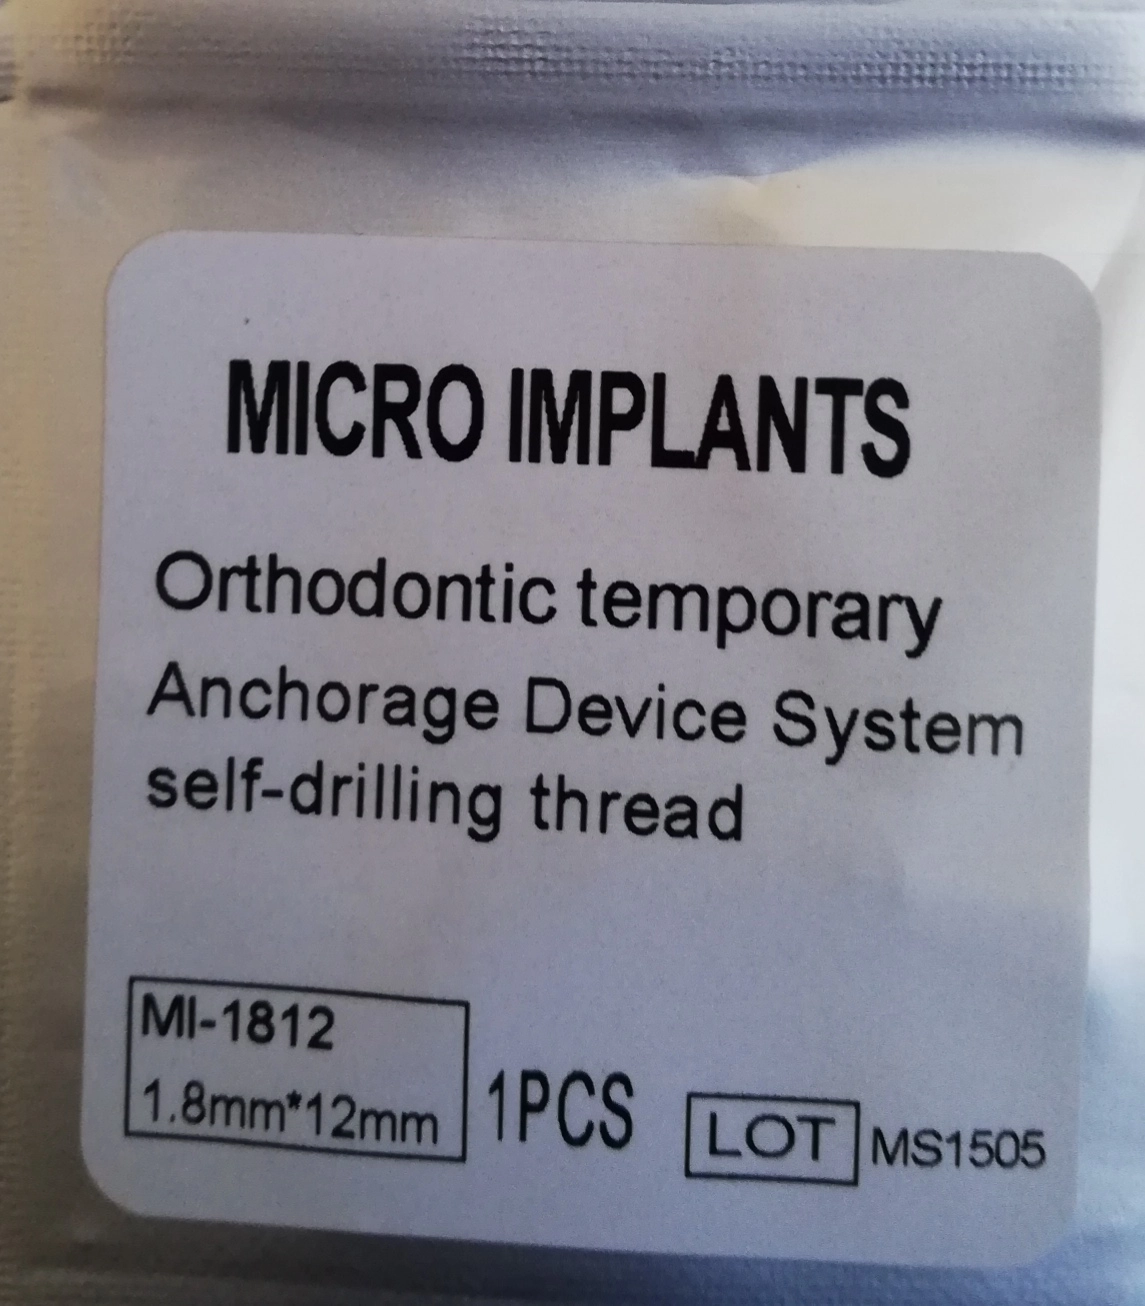 MICRO IMPLANTS
Orthodontic temporary
Anchorage Device System
self-drilling thread
MI-1812
1.8mm*12mm
1PCS
LOT MS1505